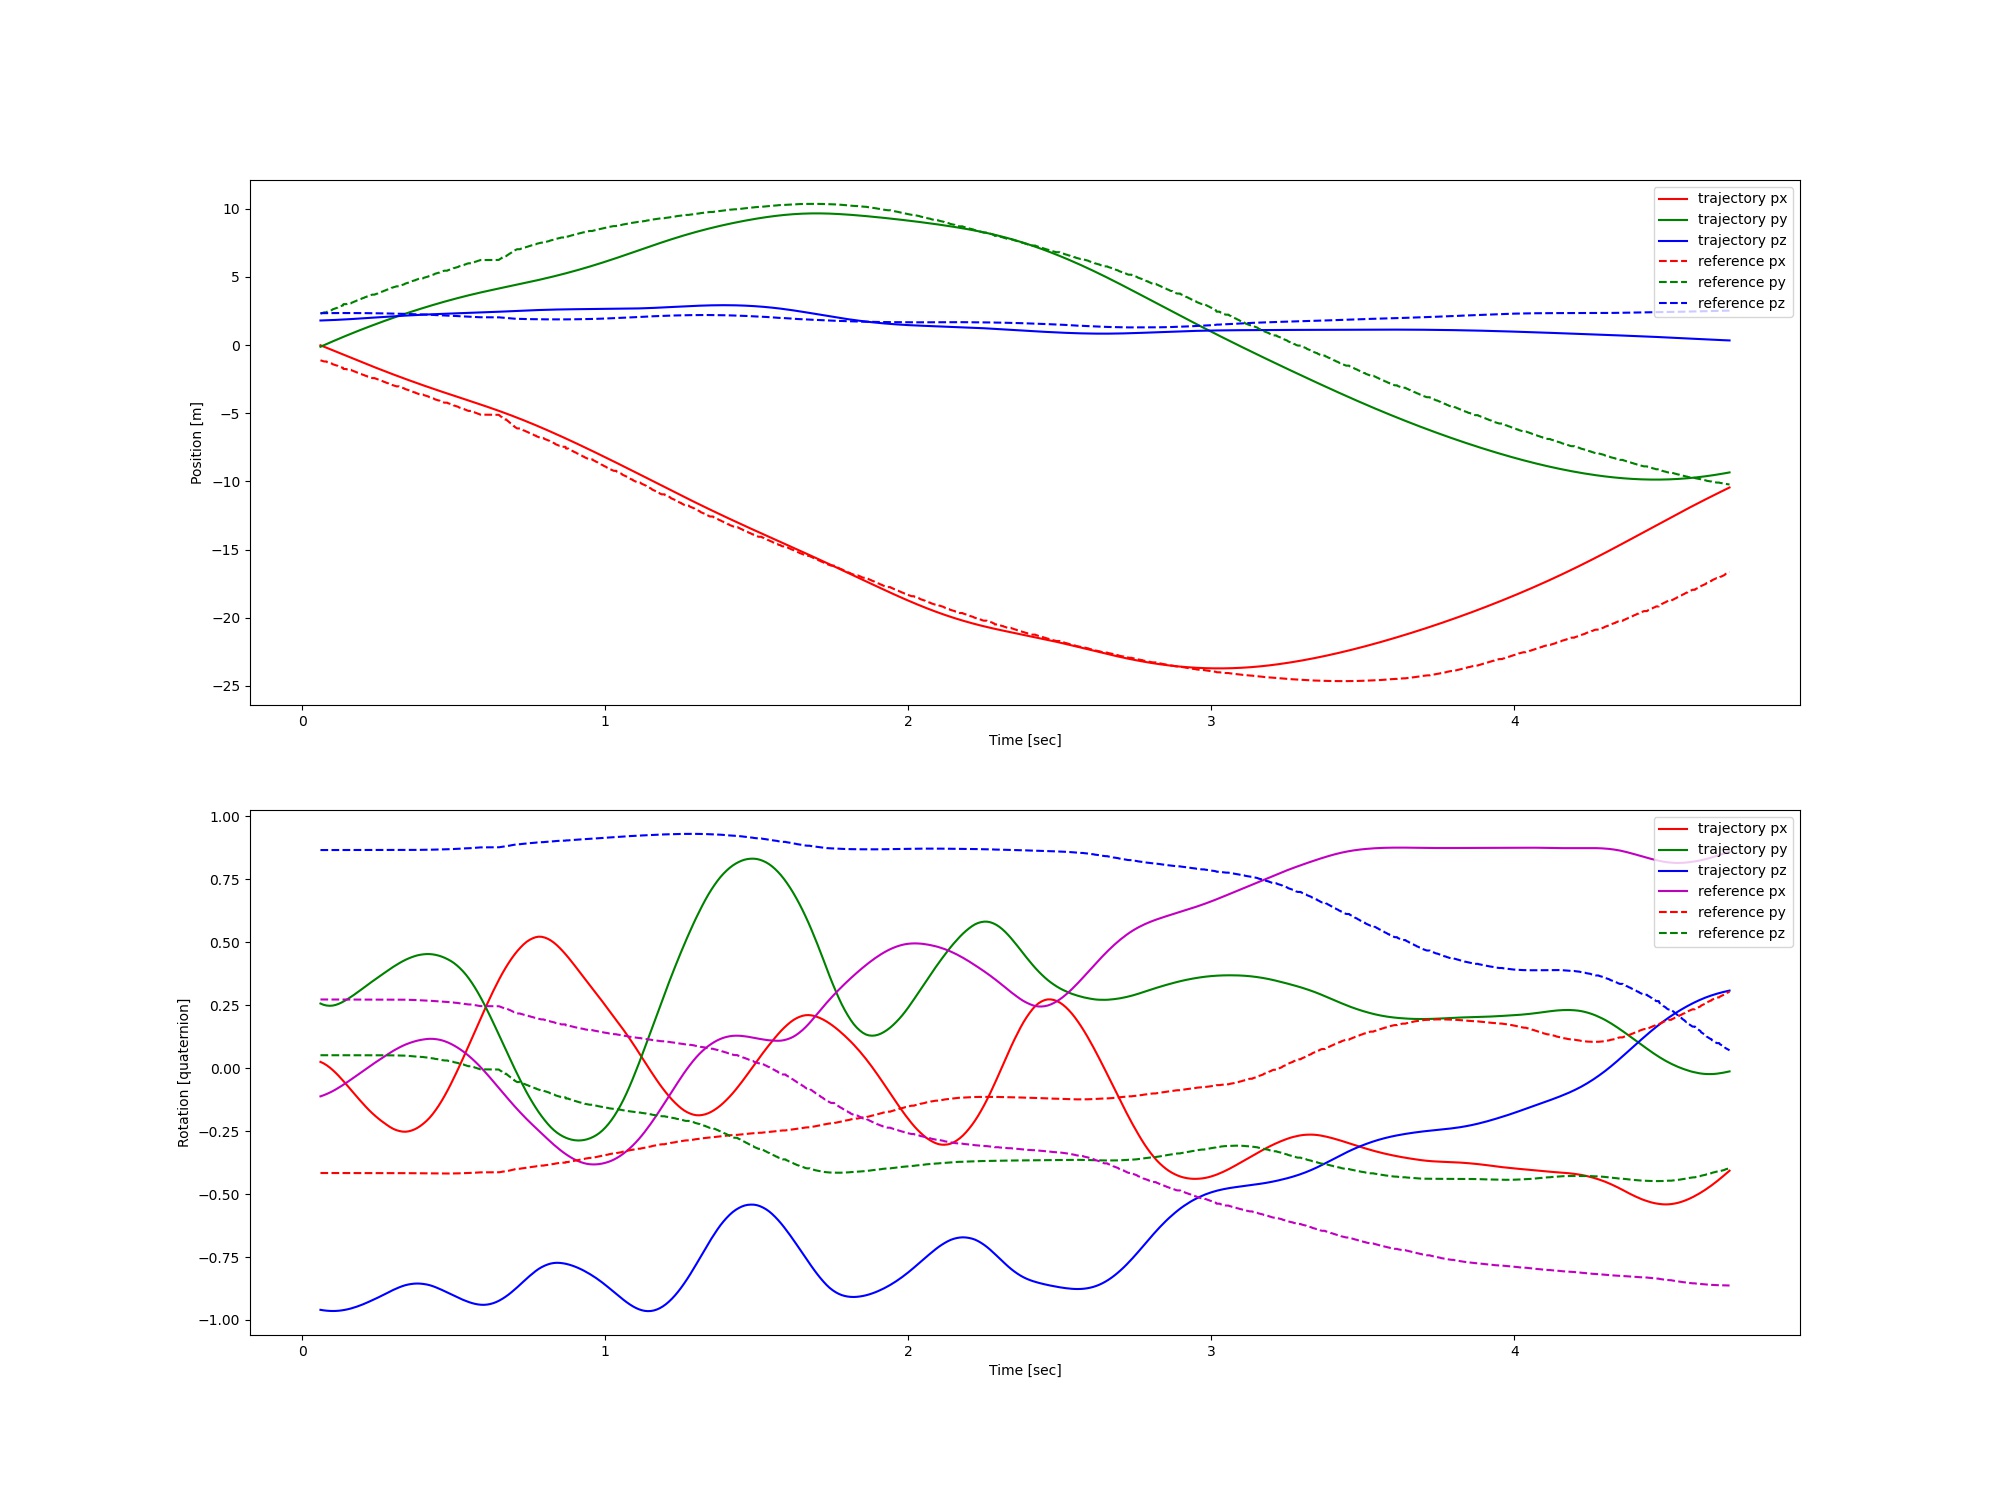 10
5
0
−5
−10
−15
−20
−25
Position [m]
trajectory px
trajectory py
trajectory pz
reference px
reference py
reference pz
0 1 2 3 4
Time [sec]
1.00
0.75
0.50
0.25
0.00
−0.25
−0.50
−0.75
−1.00
Rotation [quaternion]
trajectory px
trajectory py
trajectory pz
reference px
reference py
reference pz
0 1 2 3 4
Time [sec]